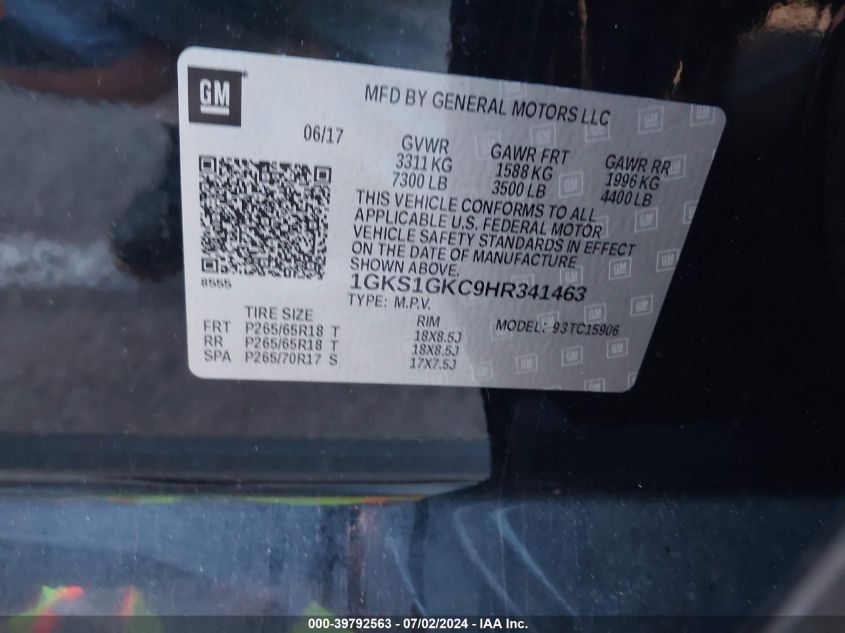 GM
MFD BY GENERAL MOTORS LLC
06/17
GVWR GAWR FRT GAWR RR
3311 KG 1588 KG 1996 KG
7300 LB 3500 LB 4400 LB
THIS VEHICLE CONFORMS TO ALL
APPLICABLE U.S. FEDERAL MOTOR
VEHICLE SAFETY STANDARDS IN EFFECT
ON THE DATE OF MANUFACTURE
SHOWN ABOVE.
8555
1GKS1GKC9HR341463
TYPE: M.P.V. MODEL: 93TC15906
TIRE SIZE RIM
FRT P265/65R18 T 18X8.5J
RR P265/65R18 T 18X8.5J
SPA P265/70R17 S 17X7.5J
000-39792563 - 07/02/2024 - IAA Inc.